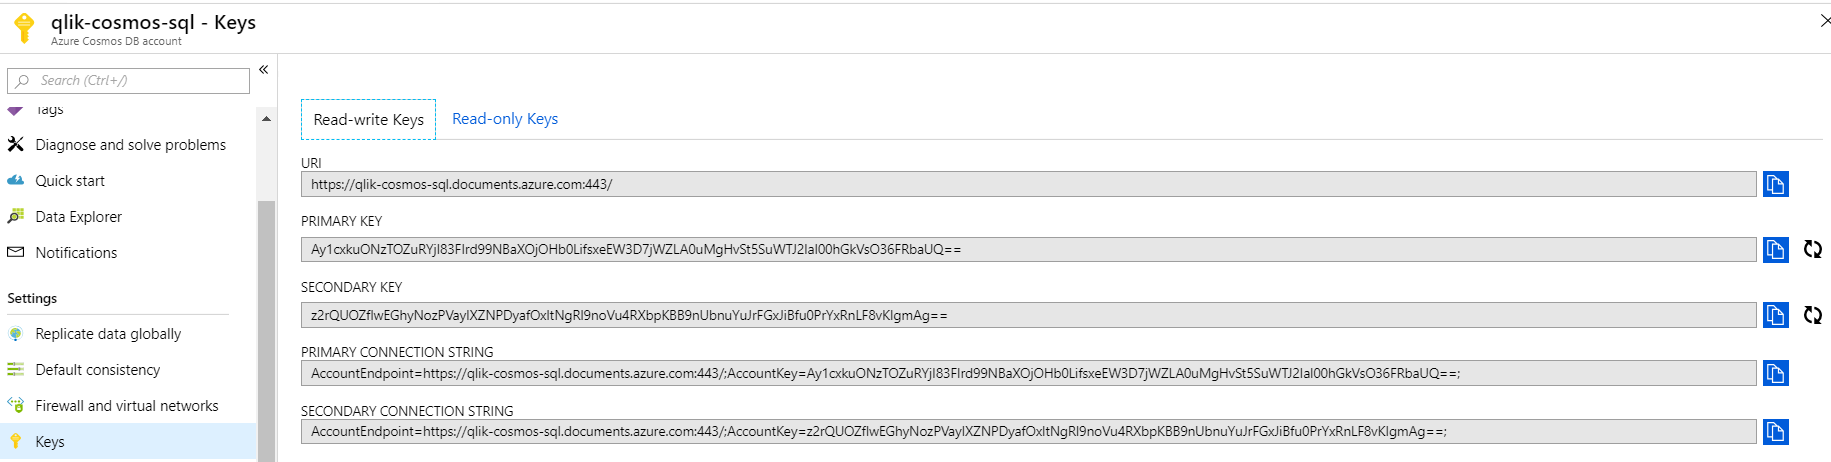 qlik-cosmos-sql - Keys
Azure Cosmos DB account
Search (Ctrl+/)
Tags
Diagnose and solve problems
Quick start
Data Explorer
Notifications
Settings
Replicate data globally
Default consistency
Firewall and virtual networks
Keys
Read-write Keys Read-only Keys
URI
https://qlik-cosmos-sql.documents.azure.com:443/
PRIMARY KEY
Ay1cxkuONzTOZuRYjI83FIrd99NBaXOjOHb0LifsxeEW3D7jWZLA0uMgHvSt5SuWTJ2IaI00hGkVsO36FRbaUQ==
SECONDARY KEY
z2rQUOZflwEGhyNozPVaylXZNPDyafOxltNgRl9noVu4RXbpKBB9nUbnuYuJrFGxJiBfu0PrYxRnLF8vKlgmAg==
PRIMARY CONNECTION STRING
AccountEndpoint=https://qlik-cosmos-sql.documents.azure.com:443/;AccountKey=Ay1cxkuONzTOZuRYjI83FIrd99NBaXOjOHb0LifsxeEW3D7jWZLA0uMgHvSt5SuWTJ2IaI00hGkVsO36FRbaUQ==;
SECONDARY CONNECTION STRING
AccountEndpoint=https://qlik-cosmos-sql.documents.azure.com:443/;AccountKey=z2rQUOZflwEGhyNozPVaylXZNPDyafOxltNgRl9noVu4RXbpKBB9nUbnuYuJrFGxJiBfu0PrYxRnLF8vKlgmAg==;